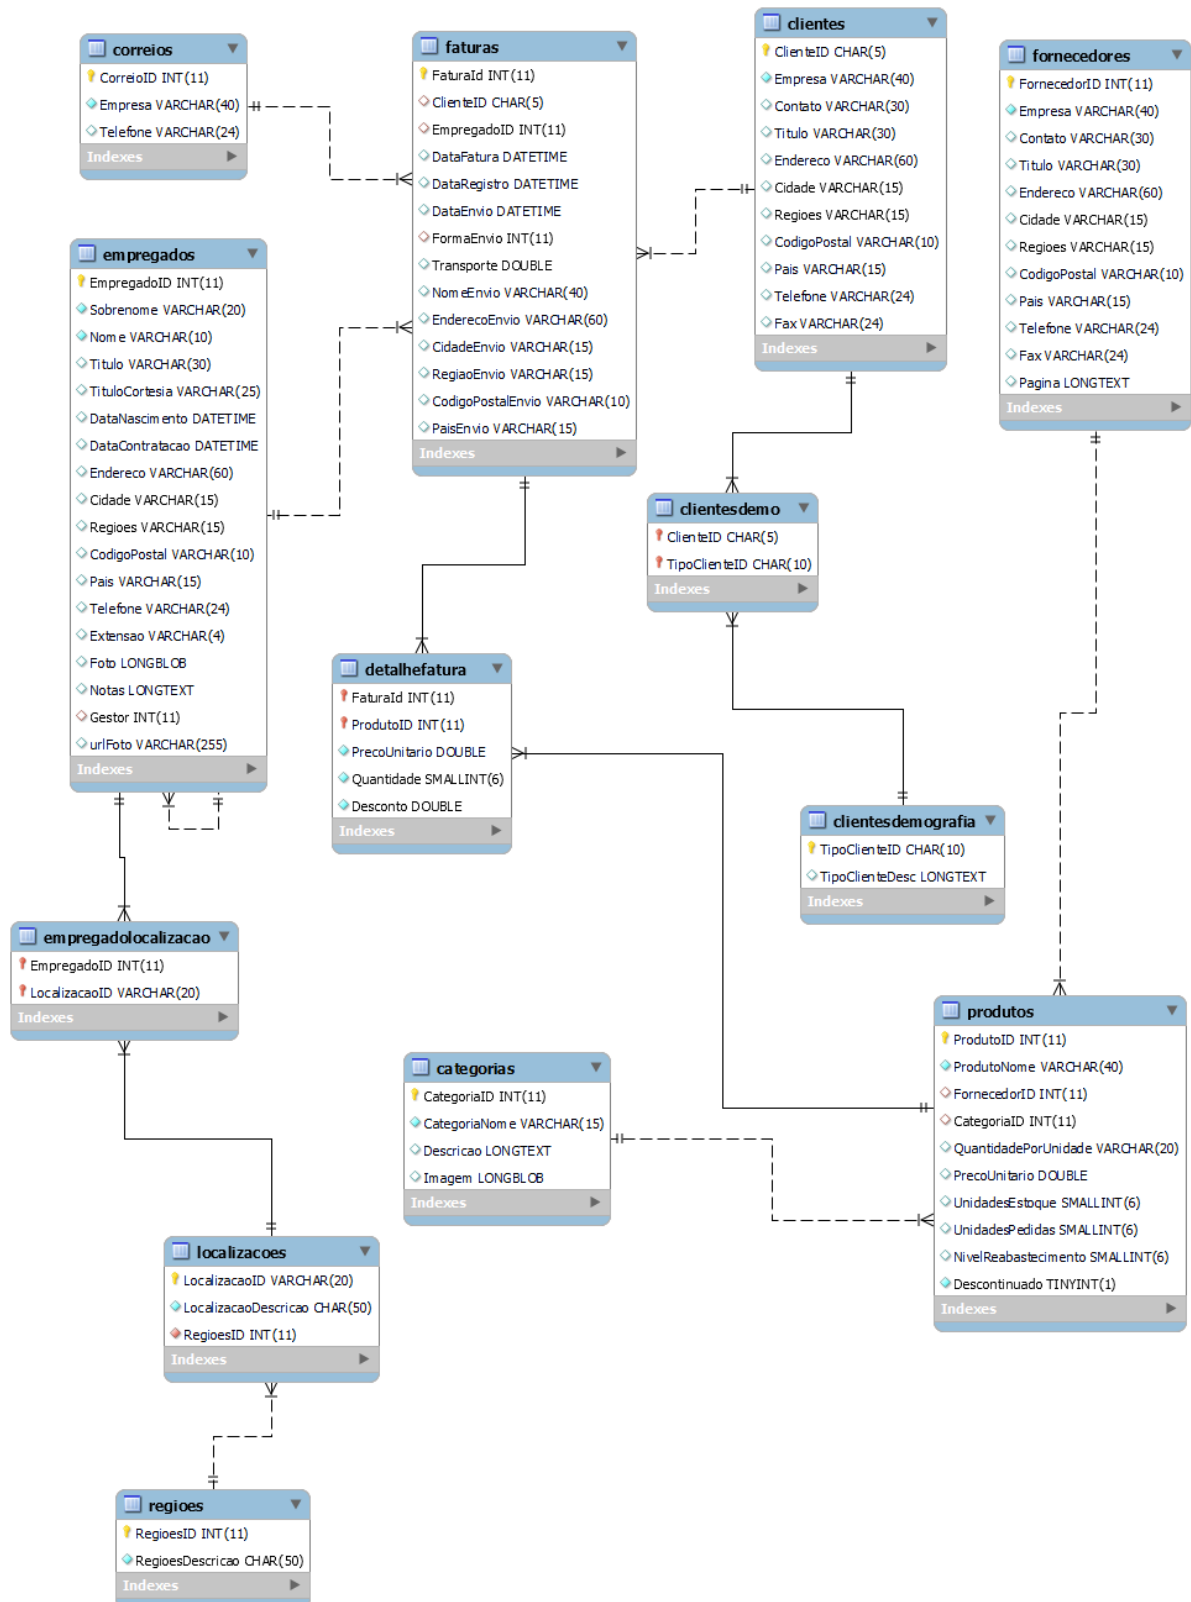 correios
CorreioID INT(11)
Empresa VARCHAR(40)
Telefone VARCHAR(24)
Indexes
faturas
FaturaId INT(11)
ClienteID CHAR(5)
EmpregadoID INT(11)
DataFatura DATETIME
DataRegistro DATETIME
DataEnvio DATETIME
FormaEnvio INT(11)
Transporte DOUBLE
NomeEnvio VARCHAR(40)
EnderecoEnvio VARCHAR(60)
CidadeEnvio VARCHAR(15)
RegiaoEnvio VARCHAR(15)
CodigoPostalEnvio VARCHAR(10)
PaisEnvio VARCHAR(15)
Indexes
clientes
ClienteID CHAR(5)
Empresa VARCHAR(40)
Contato VARCHAR(30)
Titulo VARCHAR(30)
Endereco VARCHAR(60)
Cidade VARCHAR(15)
Regioes VARCHAR(15)
CodigoPostal VARCHAR(10)
Pais VARCHAR(15)
Telefone VARCHAR(24)
Fax VARCHAR(24)
Indexes
fornecedores
FornecedorID INT(11)
Empresa VARCHAR(40)
Contato VARCHAR(30)
Titulo VARCHAR(30)
Endereco VARCHAR(60)
Cidade VARCHAR(15)
Regioes VARCHAR(15)
CodigoPostal VARCHAR(10)
Pais VARCHAR(15)
Telefone VARCHAR(24)
Fax VARCHAR(24)
Pagina LONGTEXT
Indexes
empregados
EmpregadoID INT(11)
Sobrenome VARCHAR(20)
Nome VARCHAR(10)
Titulo VARCHAR(30)
TituloCortesia VARCHAR(25)
DataNascimento DATETIME
DataContratacao DATETIME
Endereco VARCHAR(60)
Cidade VARCHAR(15)
Regioes VARCHAR(15)
CodigoPostal VARCHAR(10)
Pais VARCHAR(15)
Telefone VARCHAR(24)
Extensao VARCHAR(4)
Foto LONGBLOB
Notas LONGTEXT
Gestor INT(11)
urlFoto VARCHAR(255)
Indexes
clientesdemo
ClienteID CHAR(5)
TipoClienteID CHAR(10)
Indexes
detalhefatura
FaturaId INT(11)
ProdutoID INT(11)
PrecoUnitario DOUBLE
Quantidade SMALLINT(6)
Desconto DOUBLE
Indexes
clientesdemografia
TipoClienteID CHAR(10)
TipoClienteDesc LONGTEXT
Indexes
empregadolocalizacao
EmpregadoID INT(11)
LocalizacaoID VARCHAR(20)
Indexes
produtos
ProdutoID INT(11)
ProdutoNome VARCHAR(40)
FornecedorID INT(11)
CategoriaID INT(11)
QuantidadePorUnidade VARCHAR(20)
PrecoUnitario DOUBLE
UnidadesEstoque SMALLINT(6)
UnidadesPedidas SMALLINT(6)
NivelReabastecimento SMALLINT(6)
Descontinuado TINYINT(1)
Indexes
categorias
CategoriaID INT(11)
CategoriaNome VARCHAR(15)
Descricao LONGTEXT
Imagem LONGBLOB
Indexes
localizacoes
LocalizacaoID VARCHAR(20)
LocalizacaoDescricao CHAR(50)
RegioesID INT(11)
Indexes
regioes
RegioesID INT(11)
RegioesDescricao CHAR(50)
Indexes